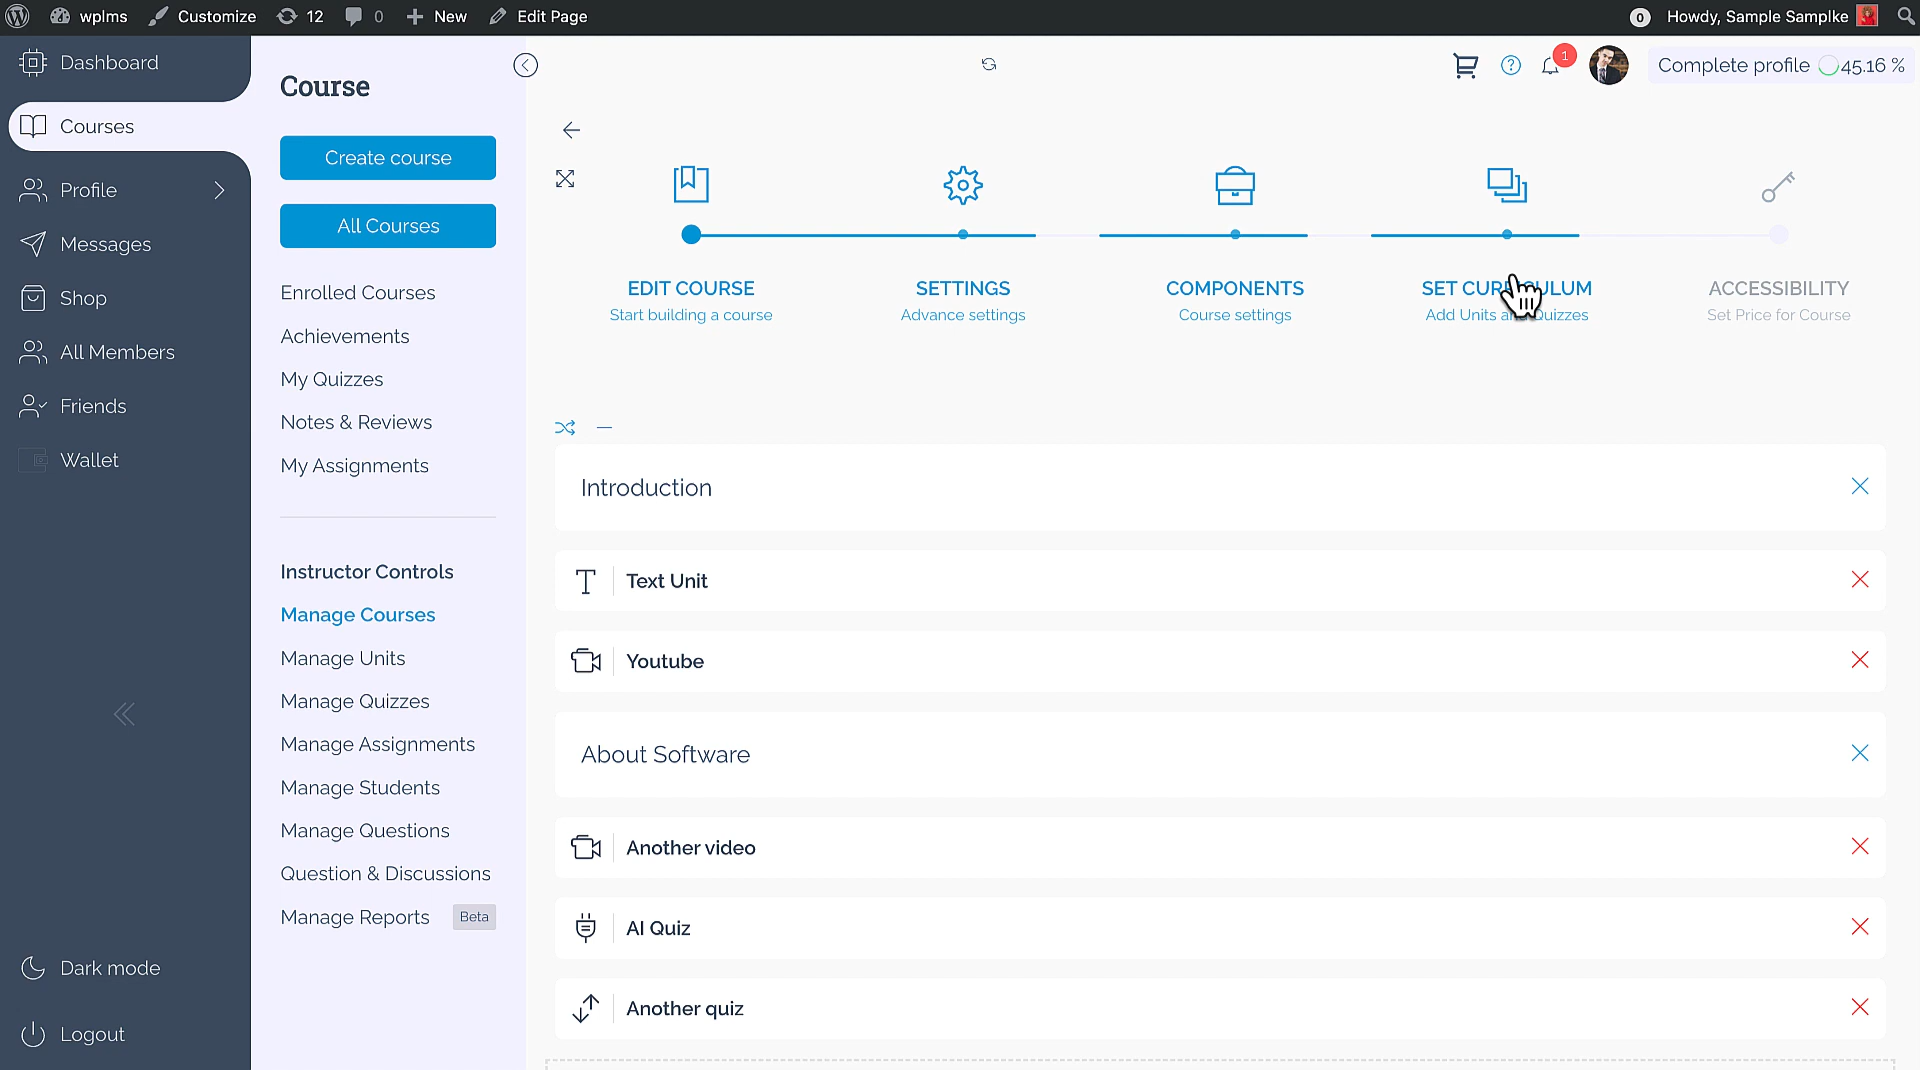 wplms
Customize
12
0
New
Edit Page
0
Howdy, Sample Samplke
Dashboard
Courses
Profile
Messages
Shop
All Members
Friends
Wallet
Dark mode
Logout
Course
Create course
All Courses
Enrolled Courses
Achievements
My Quizzes
Notes & Reviews
My Assignments
Instructor Controls
Manage Courses
Manage Units
Manage Quizzes
Manage Assignments
Manage Students
Manage Questions
Question & Discussions
Manage Reports
Beta
1
Complete profile
45.16 %
EDIT COURSE
Start building a course
SETTINGS
Advance settings
COMPONENTS
Course settings
SET CURRICULUM
Add Units and Quizzes
ACCESSIBILITY
Set Price for Course
Introduction
Text Unit
Youtube
About Software
Another video
AI Quiz
Another quiz